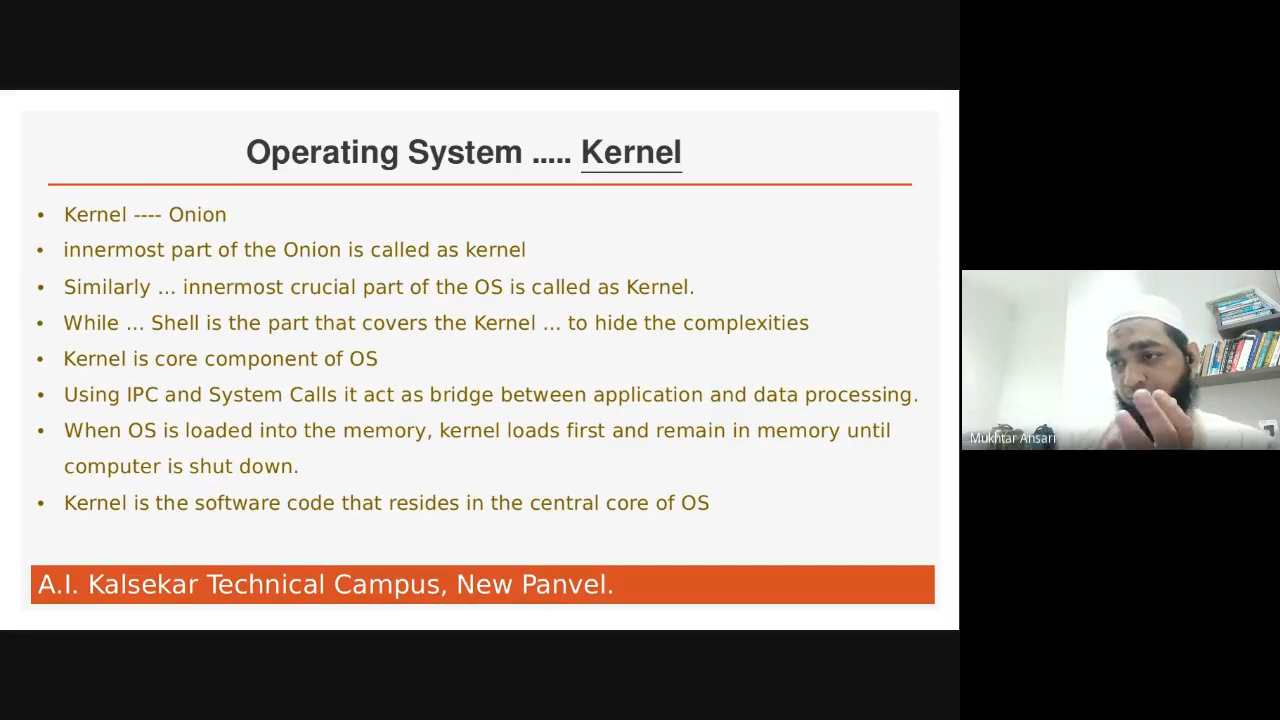 Operating System ..... Kernel
• Kernel ---- Onion
• innermost part of the Onion is called as kernel
• Similarly ... innermost crucial part of the OS is called as Kernel.
• While ... Shell is the part that covers the Kernel ... to hide the complexities
• Kernel is core component of OS
• Using IPC and System Calls it act as bridge between application and data processing.
• When OS is loaded into the memory, kernel loads first and remain in memory until
computer is shut down.
• Kernel is the software code that resides in the central core of OS
A.I. Kalsekar Technical Campus, New Panvel.
Mukhtar Ansari